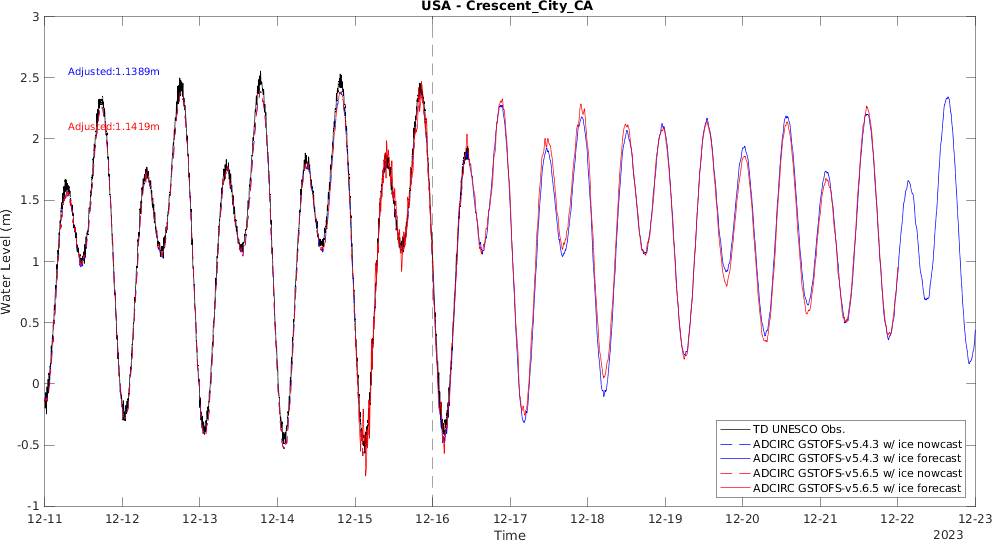 USA - Crescent_City_CA
3
2.5
2
1.5
1
0.5
0
-0.5
-1
Water Level (m)
Adjusted:1.1389m
Adjusted:1.1419m
TD UNESCO Obs.
ADCIRC GSTOFS-v5.4.3 w/ ice nowcast
ADCIRC GSTOFS-v5.4.3 w/ ice forecast
ADCIRC GSTOFS-v5.6.5 w/ ice nowcast
ADCIRC GSTOFS-v5.6.5 w/ ice forecast
12-11 12-12 12-13 12-14 12-15 12-16 12-17 12-18 12-19 12-20 12-21 12-22 12-23
Time
2023